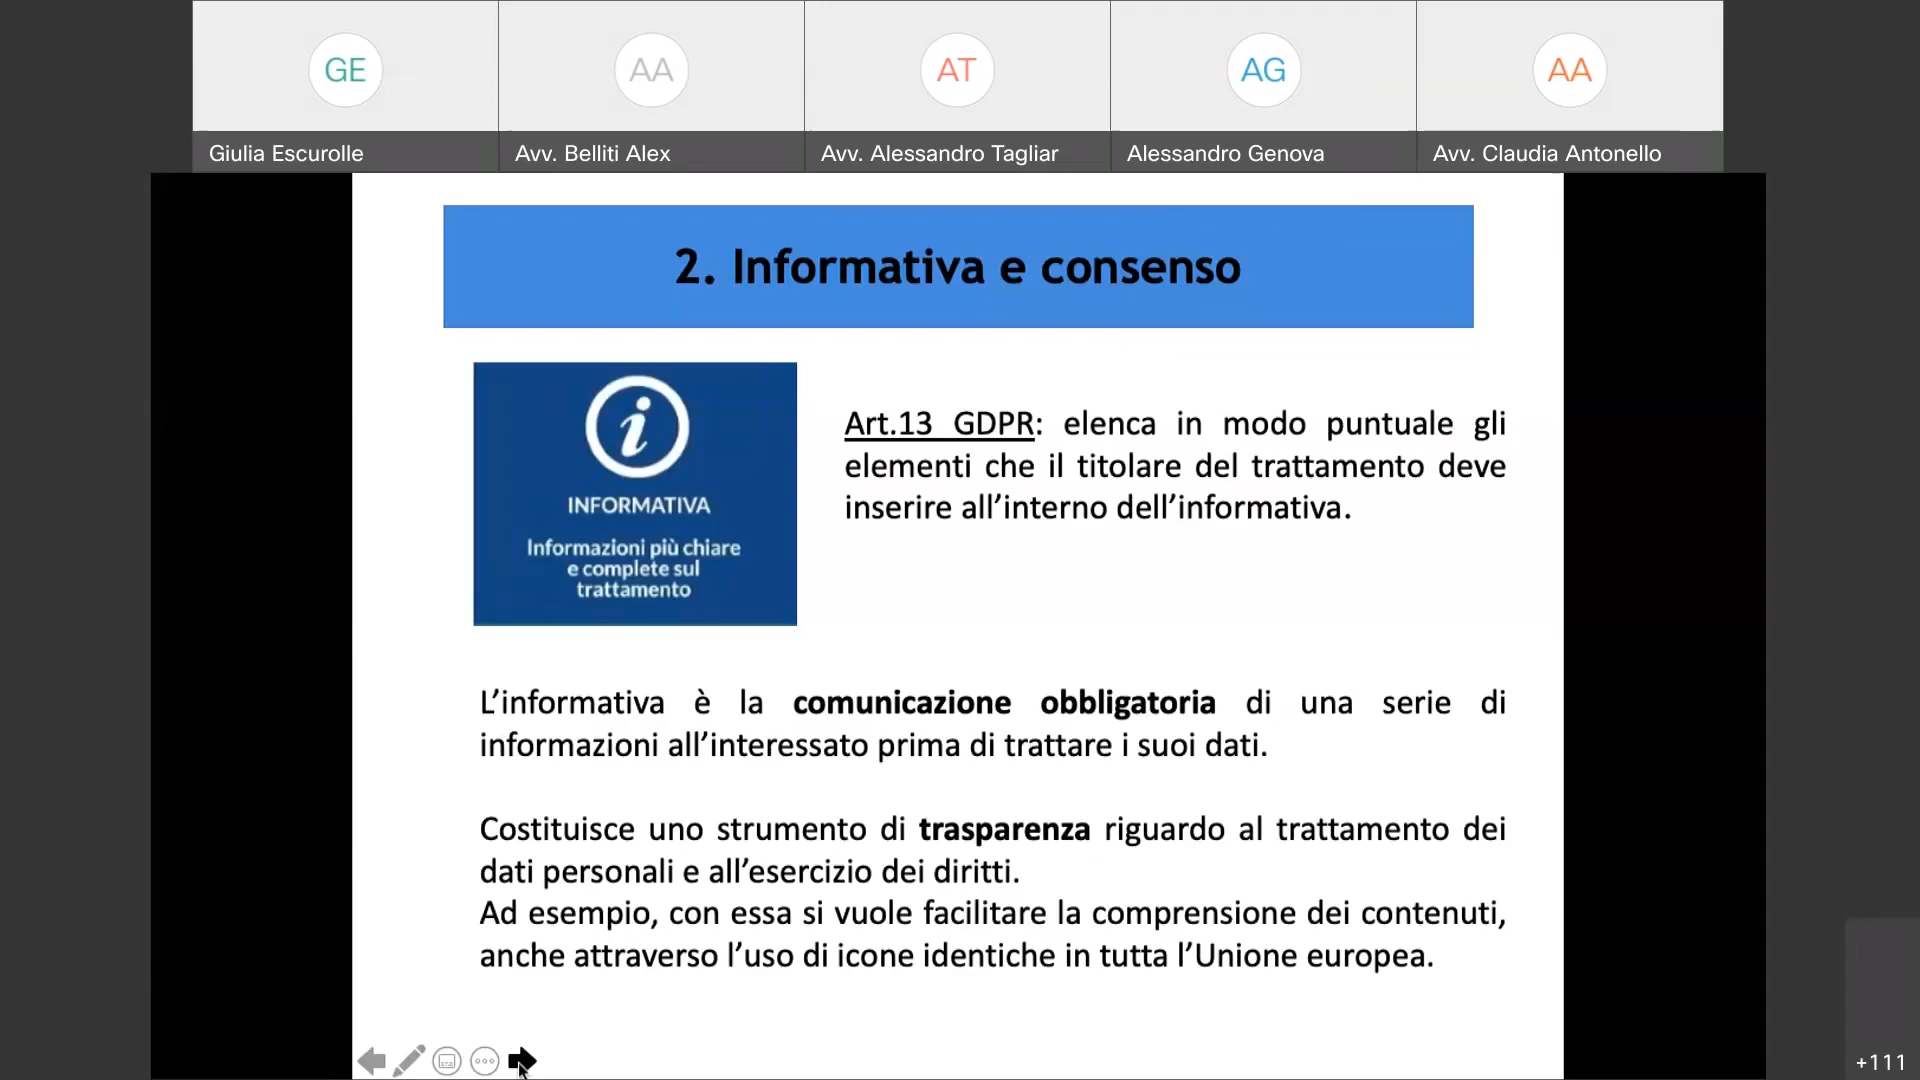 GE
AA
AT
AG
AA
Giulia Escurolle
Avv. Belliti Alex
Avv. Alessandro Tagliar
Alessandro Genova
Avv. Claudia Antonello
2. Informativa e consenso
i
INFORMATIVA
Informazioni più chiare
e complete sul
trattamento
Art.13 GDPR: elenca in modo puntuale gli
elementi che il titolare del trattamento deve
inserire all’interno dell’informativa.
L’informativa è la comunicazione obbligatoria di una serie di
informazioni all’interessato prima di trattare i suoi dati.
Costituisce uno strumento di trasparenza riguardo al trattamento dei
dati personali e all’esercizio dei diritti.
Ad esempio, con essa si vuole facilitare la comprensione dei contenuti,
anche attraverso l’uso di icone identiche in tutta l’Unione europea.
+111